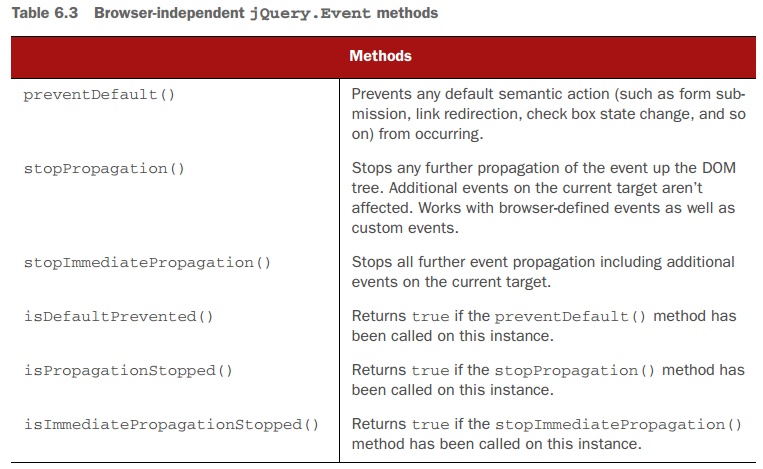 Table 6.3 Browser-independent jQuery.Event methods
Methods
preventDefault() Prevents any default semantic action (such as form sub-
mission, link redirection, check box state change, and so
on) from occurring.
stopPropagation() Stops any further propagation of the event up the DOM
tree. Additional events on the current target aren't
affected. Works with browser-defined events as well as
custom events.
stopImmediatePropagation() Stops all further event propagation including additional
events on the current target.
isDefaultPrevented() Returns true if the preventDefault() method has
been called on this instance.
isPropagationStopped() Returns true if the stopPropagation() method has
been called on this instance.
isImmediatePropagationStopped() Returns true if the stopImmediatePropagation()
method has been called on this instance.